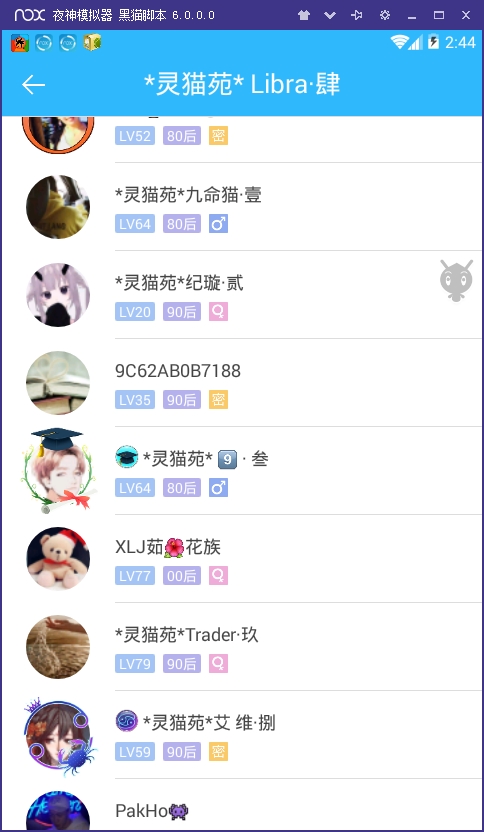 nox 夜神模拟器 黑猫脚本 6.0.0.0
2:44
*灵猫苑* Libra·肆
LV52 80后 密
*灵猫苑*九命猫·壹
LV64 80后 ♂
*灵猫苑*纪璇·贰
LV20 90后 ♀
9C62AB0B7188
LV35 90后 密
🎓 *灵猫苑* 9️⃣ · 叁
LV64 80后 ♂
XLJ茹🌺花族
LV77 00后 ♀
*灵猫苑*Trader·玖
LV79 90后 ♀
♋ *灵猫苑*艾 维·捌
LV59 90后 密
PakHo👾